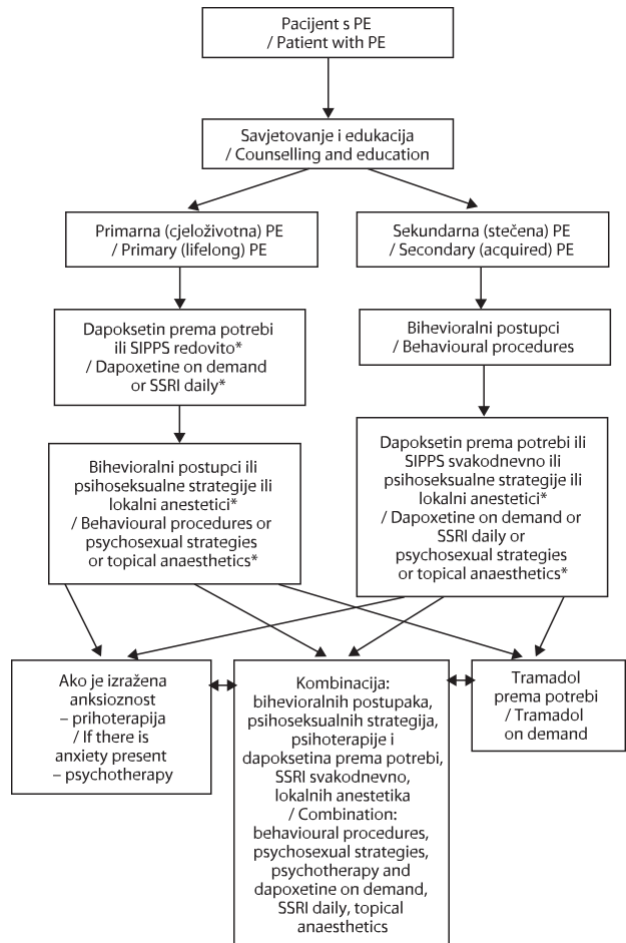 Pacijent s PE
/ Patient with PE
Savjetovanje i edukacija
/ Counselling and education
Primarna (cjeloživotna) PE
/ Primary (lifelong) PE
Sekundarna (stečena) PE
/ Secondary (acquired) PE
Dapoksetin prema potrebi
ili SIPPS redovito*
/ Dapoxetine on demand
or SSRI daily*
Bihevioralni postupci
/ Behavioural procedures
Bihevioralni postupci ili
psihoseksualne strategije ili
lokalni anestetici*
/ Behavioural procedures or
psychosexual strategies
or topical anaesthetics*
Dapoksetin prema potrebi ili
SIPPS svakodnevno ili
psihoseksualne strategije ili
lokalni anestetici*
/ Dapoxetine on demand or
SSRI daily or
psychosexual strategies
or topical anaesthetics*
Ako je izražena
anksioznost
– prihoterapija
/ If there is
anxiety present
– psychotherapy
Kombinacija:
bihevioralnih postupaka,
psihoseksualnih strategija,
psihoterapije i
dapoksetina prema potrebi,
SSRI svakodnevno,
lokalnih anestetika
/ Combination:
behavioural procedures,
psychosexual strategies,
psychotherapy and
dapoxetine on demand,
SSRI daily, topical
anaesthetics
Tramadol
prema potrebi
/ Tramadol
on demand